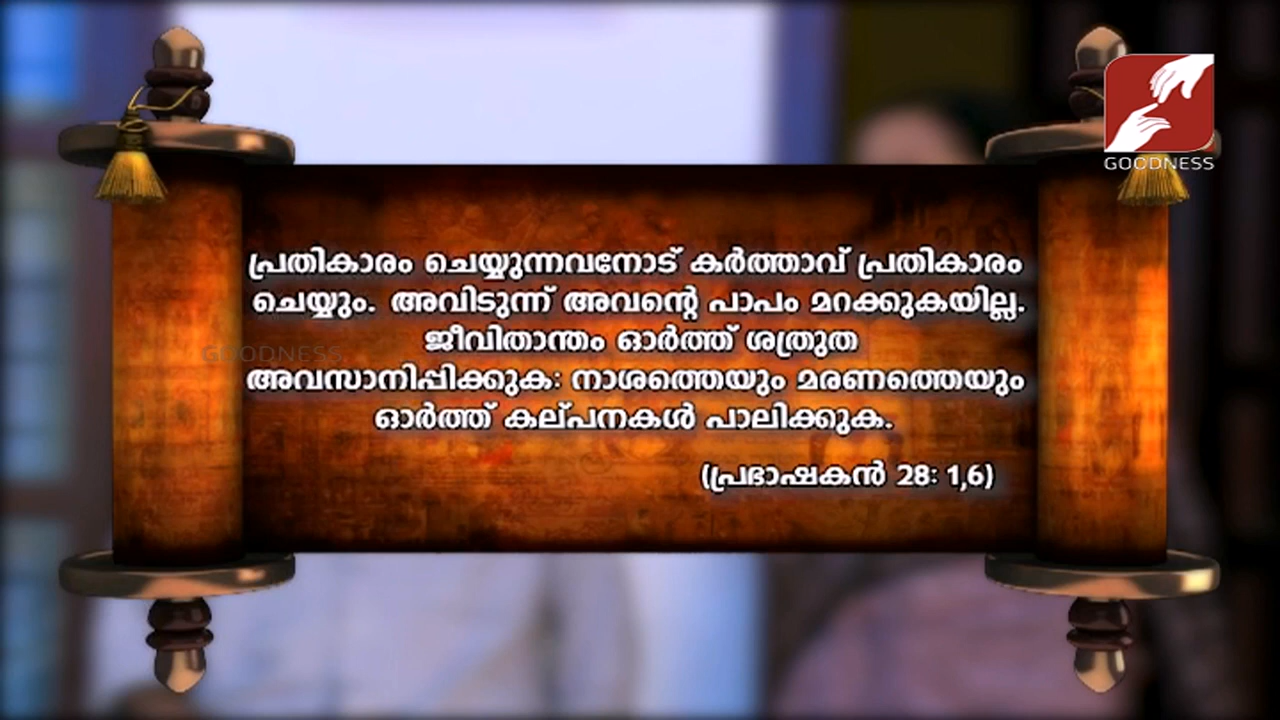 GOODNESS
പ്രതികാരം ചെയ്യുന്നവനോട് കർത്താവ് പ്രതികാരം
ചെയ്യും. അവിടുന്ന് അവന്റെ പാപം മറക്കുകയില്ല.
ജീവിതാന്തം ഓർത്ത് ശത്രുത
GOODNESS
അവസാനിപ്പിക്കുക: നാശത്തെയും മരണത്തെയും
ഓർത്ത് കല്പനകൾ പാലിക്കുക.
(പ്രഭാഷകൻ 28: 1,6)